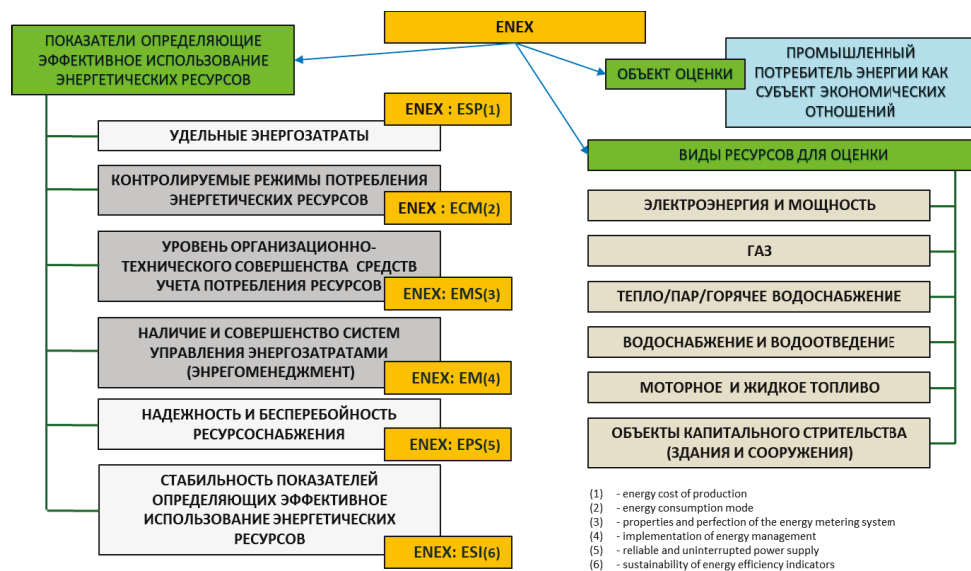 ENEX
ПОКАЗАТЕЛИ ОПРЕДЕЛЯЮЩИЕ
ЭФФЕКТИВНОЕ ИСПОЛЬЗОВАНИЕ
ЭНЕРГЕТИЧЕСКИХ РЕСУРСОВ
ENEX : ESP(1)
УДЕЛЬНЫЕ ЭНЕРГОЗАТРАТЫ
КОНТРОЛИРУЕМЫЕ РЕЖИМЫ ПОТРЕБЛЕНИЯ
ЭНЕРГЕТИЧЕСКИХ РЕСУРСОВ
ENEX : ECM(2)
УРОВЕНЬ ОРГАНИЗАЦИОННО-
ТЕХНИЧЕСКОГО СОВЕРШЕНСТВА СРЕДСТВ
УЧЕТА ПОТРЕБЛЕНИЯ РЕСУРСОВ
ENEX: EMS(3)
НАЛИЧИЕ И СОВЕРШЕНСТВО СИСТЕМ
УПРАВЛЕНИЯ ЭНЕРГОЗАТРАТАМИ
(ЭНРЕГОМЕНЕДЖМЕНТ)
ENEX: EM(4)
НАДЕЖНОСТЬ И БЕСПЕРЕБОЙНОСТЬ
РЕСУРСОСНАБЖЕНИЯ
ENEX: EPS(5)
СТАБИЛЬНОСТЬ ПОКАЗАТЕЛЕЙ
ОПРЕДЕЛЯЮЩИХ ЭФФЕКТИВНОЕ
ИСПОЛЬЗОВАНИЕ ЭНЕРГЕТИЧЕСКИХ
РЕСУРСОВ
ENEX: ESI(6)
ОБЪЕКТ ОЦЕНКИ
ПРОМЫШЛЕННЫЙ
ПОТРЕБИТЕЛЬ ЭНЕРГИИ КАК
СУБЪЕКТ ЭКОНОМИЧЕСКИХ
ОТНОШЕНИЙ
ВИДЫ РЕСУРСОВ ДЛЯ ОЦЕНКИ
ЭЛЕКТРОЭНЕРГИЯ И МОЩНОСТЬ
ГАЗ
ТЕПЛО/ПАР/ГОРЯЧЕЕ ВОДОСНАБЖЕНИЕ
ВОДОСНАБЖЕНИЕ И ВОДООТВЕДЕНИЕ
МОТОРНОЕ И ЖИДКОЕ ТОПЛИВО
ОБЪЕКТЫ КАПИТАЛЬНОГО СТРИТЕЛЬСТВА
(ЗДАНИЯ И СООРУЖЕНИЯ)
(1) - energy cost of production
(2) - energy consumption mode
(3) - properties and perfection of the energy metering system
(4) - implementation of energy management
(5) - reliable and uninterrupted power supply
(6) - sustainability of energy efficiency indicators